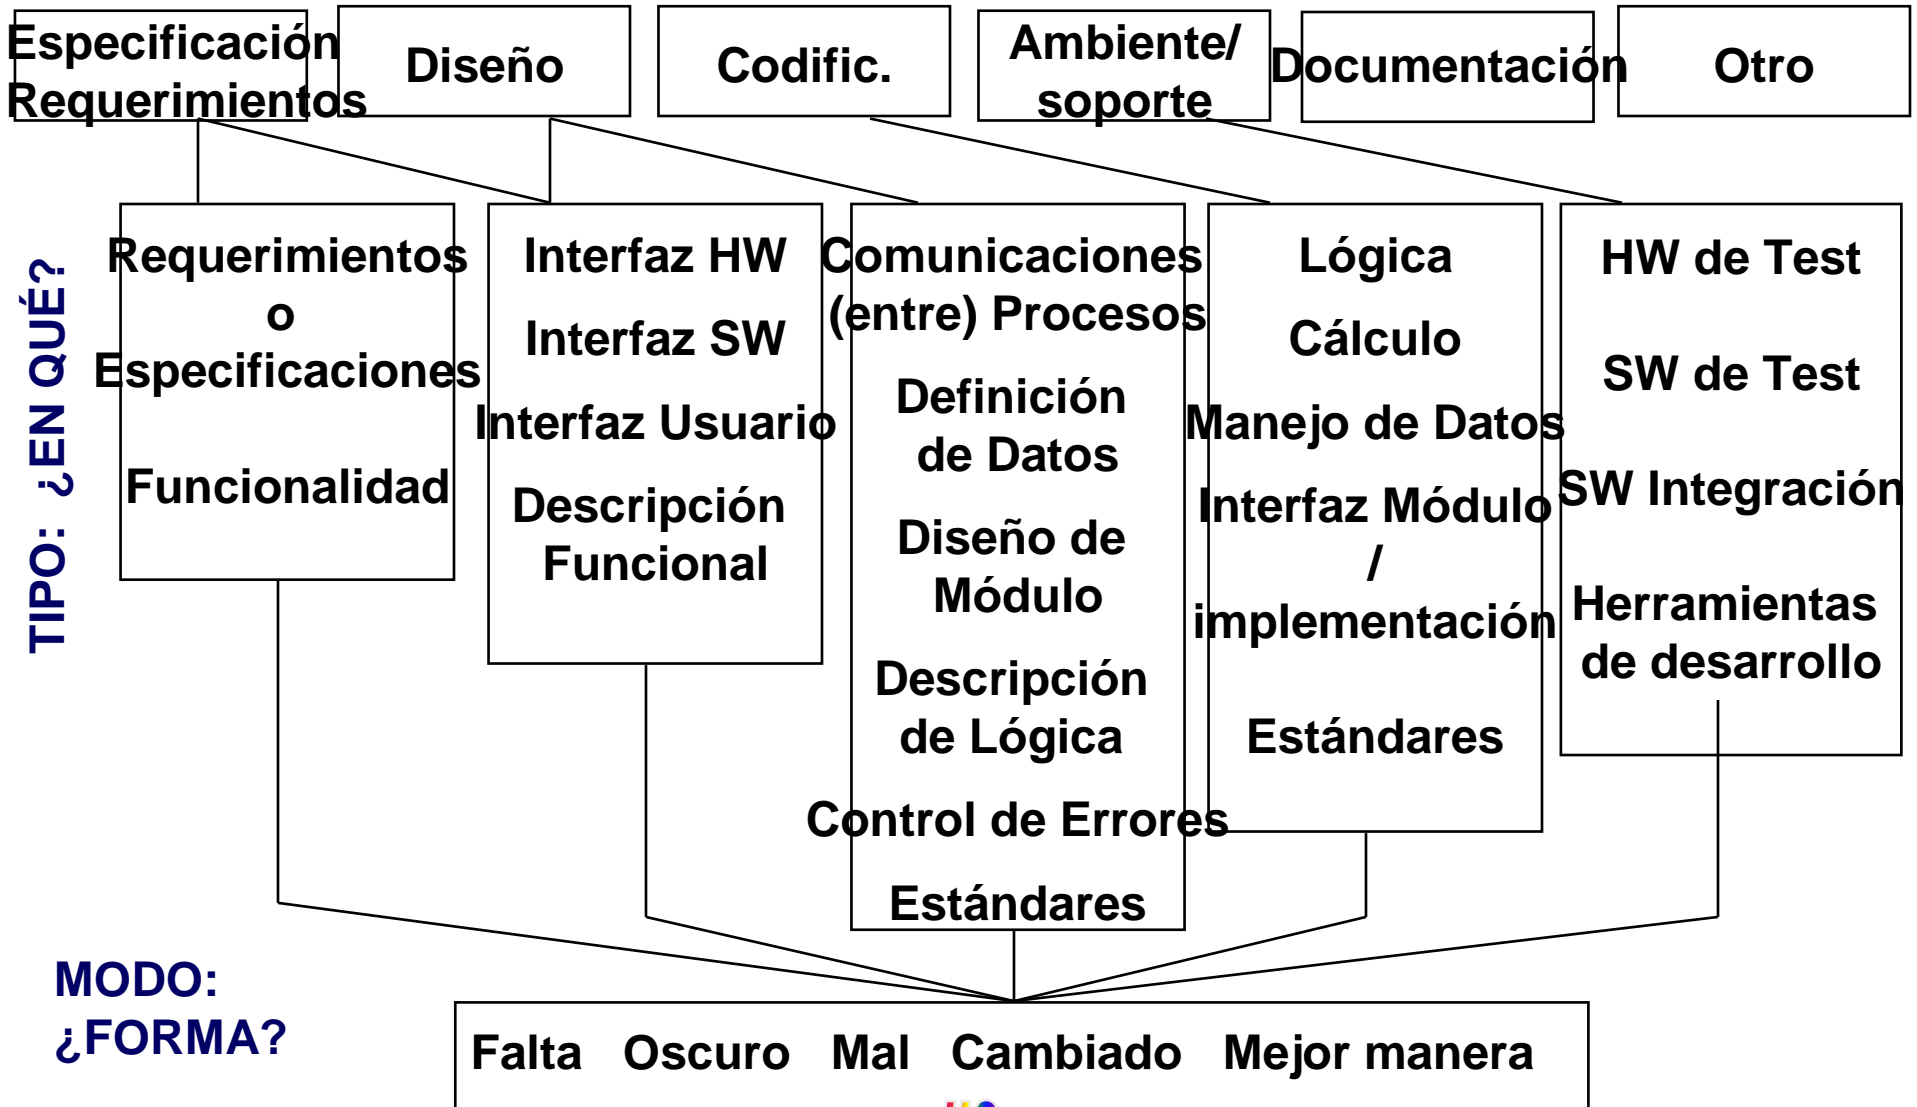 Especificación
Requerimientos
Diseño
Codific.
Ambiente/
soporte
Documentación
Otro
TIPO: ¿EN QUÉ?
Requerimientos
o
Especificaciones
Funcionalidad
Interfaz HW
Interfaz SW
Interfaz Usuario
Descripción
Funcional
Comunicaciones
(entre) Procesos
Definición
de Datos
Diseño de
Módulo
Descripción
de Lógica
Control de Errores
Estándares
Lógica
Cálculo
Manejo de Datos
Interfaz Módulo
/
implementación
Estándares
HW de Test
SW de Test
SW Integración
Herramientas
de desarrollo
MODO:
¿FORMA?
Falta Oscuro Mal Cambiado Mejor manera